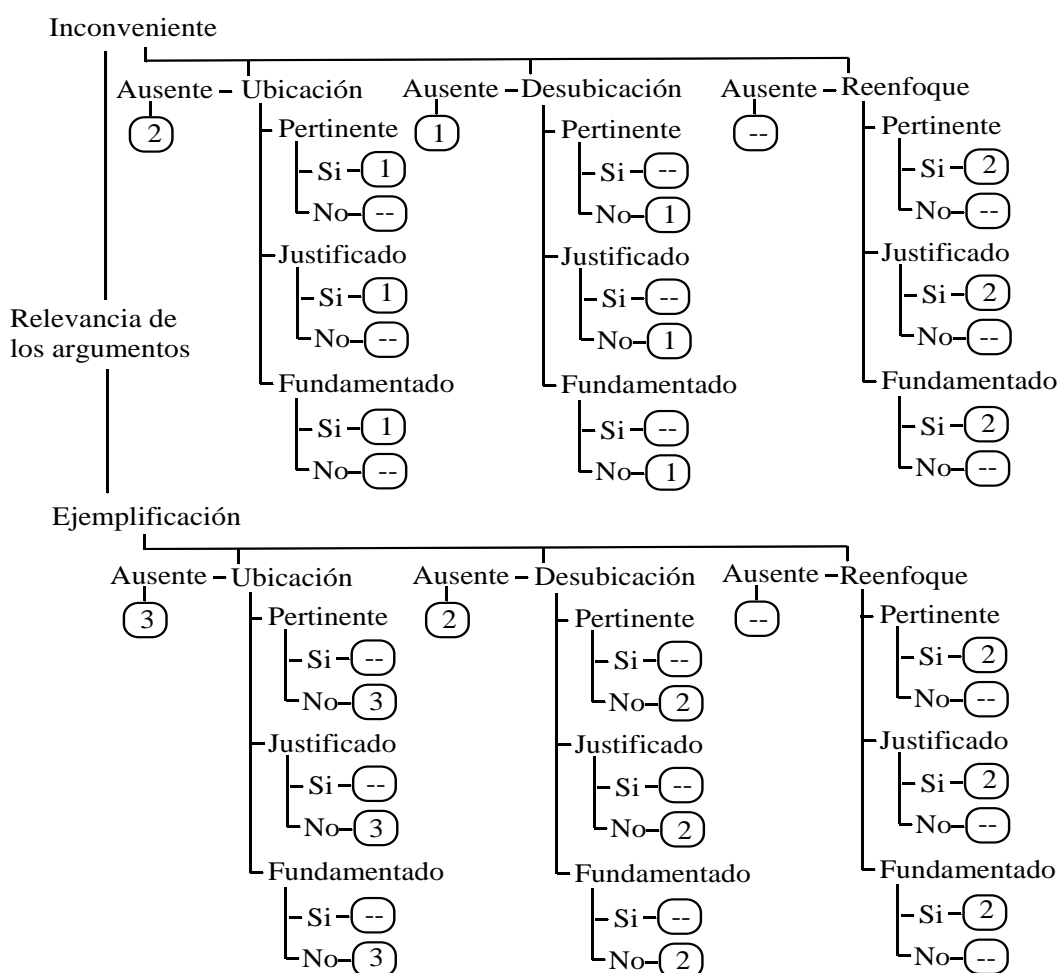 Inconveniente
Ausente Ubicación Ausente Desubicación Ausente Reenfoque
2 Pertinente 1 Pertinente -- Pertinente
Si 1 Si -- Si 2
No -- No 1 No --
Justificado Justificado Justificado
Si 1 Si -- Si 2
No -- No 1 No --
Relevancia de
los argumentos
Fundamentado Fundamentado Fundamentado
Si 1 Si -- Si 2
No -- No 1 No --
Ejemplificación
Ausente Ubicación Ausente Desubicación Ausente Reenfoque
3 Pertinente 2 Pertinente -- Pertinente
Si -- Si -- Si 2
No 3 No 2 No --
Justificado Justificado Justificado
Si -- Si -- Si 2
No 3 No 2 No --
Fundamentado Fundamentado Fundamentado
Si -- Si -- Si 2
No 3 No 2 No --